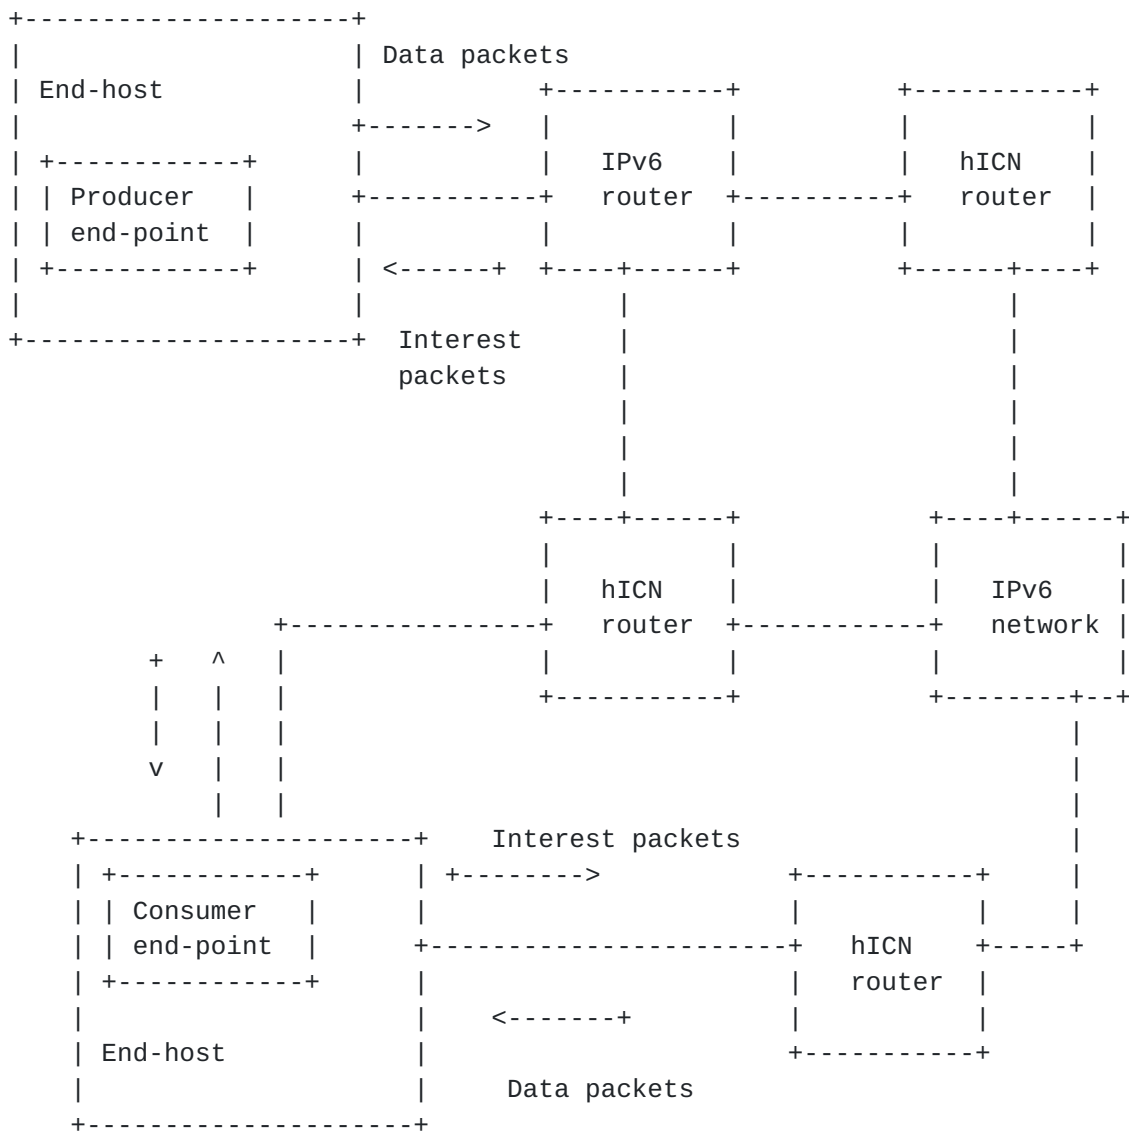 Data packets
End-host
IPv6
router
hICN
router
Producer
end-point
Interest
packets
hICN
router
IPv6
network
Interest packets
Consumer
end-point
hICN
router
End-host
Data packets